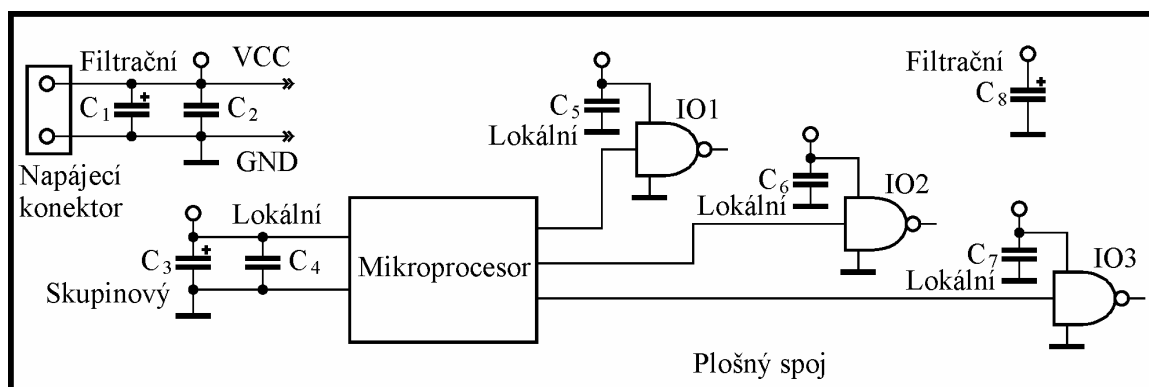 Filtrační
VCC
C1
+
C2
GND
Napájecí
konektor
C5
Lokální
IO1
Filtrační
C8
+
C6
Lokální
IO2
Lokální
C3
+
C4
Skupinový
Mikroprocesor
C7
Lokální
IO3
Plošný spoj